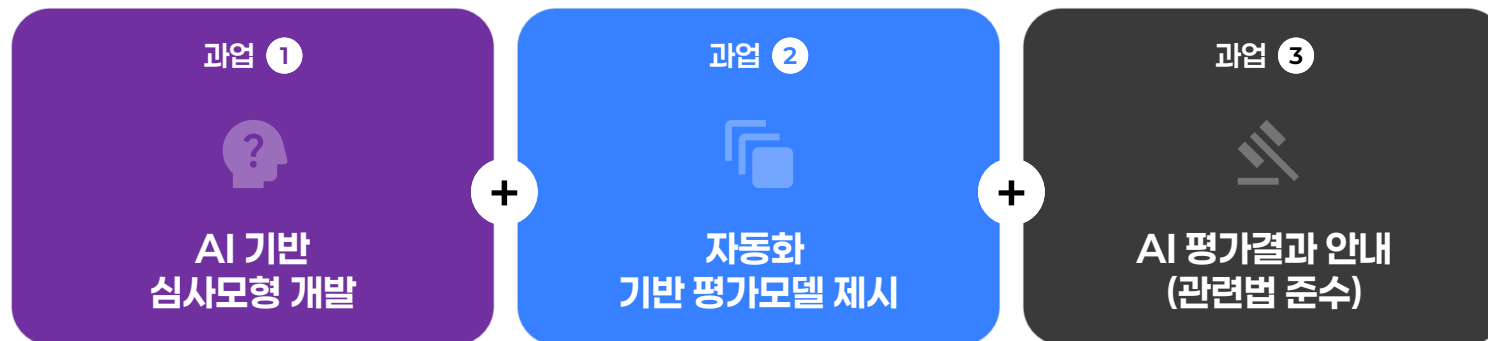 과업 1
?
AI 기반
심사모형 개발
+
과업 2
자동화
기반 평가모델 제시
+
과업 3
AI 평가결과 안내
(관련법 준수)